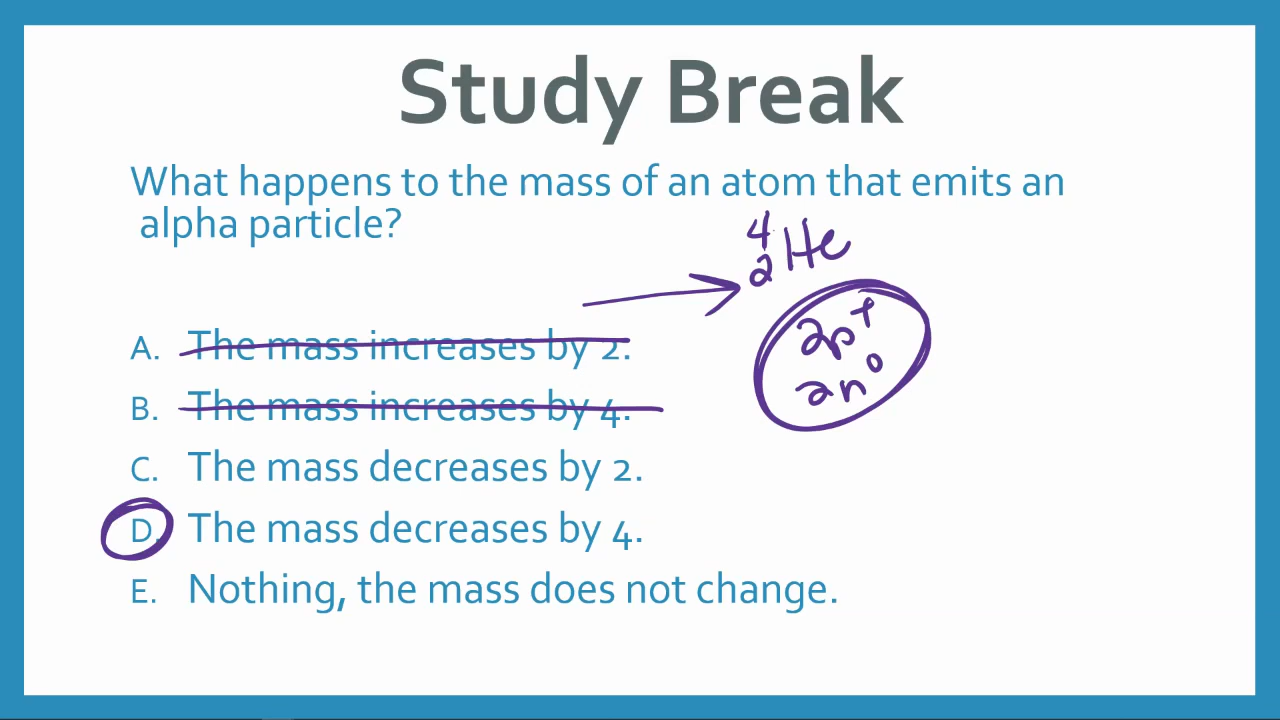 Study Break
What happens to the mass of an atom that emits an
alpha particle?
4
2 He
2p+
2n0
A. The mass increases by 2.
B. The mass increases by 4.
C. The mass decreases by 2.
D. The mass decreases by 4.
E. Nothing, the mass does not change.